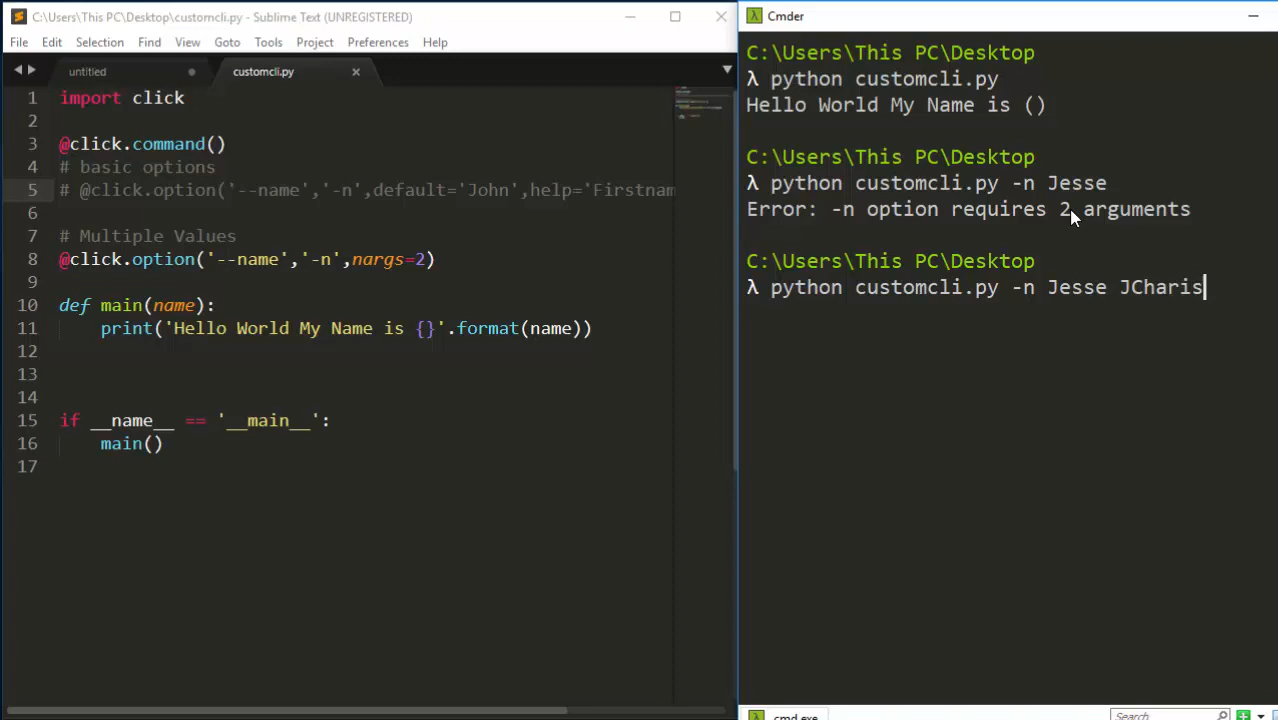 C:\Users\This PC\Desktop\customcli.py - Sublime Text (UNREGISTERED)
File Edit Selection Find View Goto Tools Project Preferences Help
untitled
customcli.py
1 import click
2
3 @click.command()
4 # basic options
5 # @click.option('--name','-n',default='John',help='Firstnam
6
7 # Multiple Values
8 @click.option('--name','-n',nargs=2)
9
10 def main(name):
11     print('Hello World My Name is {}'.format(name))
12
13
14
15 if __name__ == '__main__':
16     main()
17
Cmder
C:\Users\This PC\Desktop
λ python customcli.py
Hello World My Name is ()
C:\Users\This PC\Desktop
λ python customcli.py -n Jesse
Error: -n option requires 2 arguments
C:\Users\This PC\Desktop
λ python customcli.py -n Jesse JCharis
cmd.exe
Search